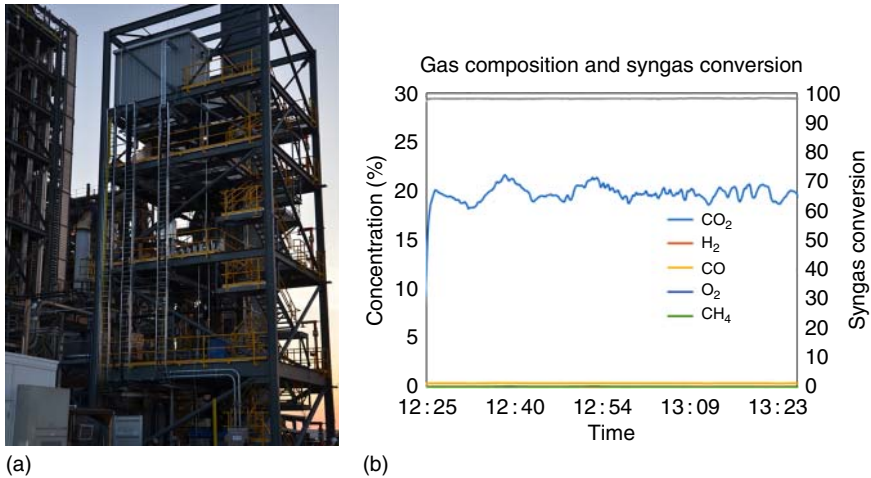 Gas composition and syngas conversion
30
25
20
15
10
5
0
Concentration (%)
100
90
80
70
60
50
40
30
20
10
0
Syngas conversion
CO₂
H₂
CO
O₂
CH₄
12:25 12:40 12:54 13:09 13:23
Time
(a) (b)